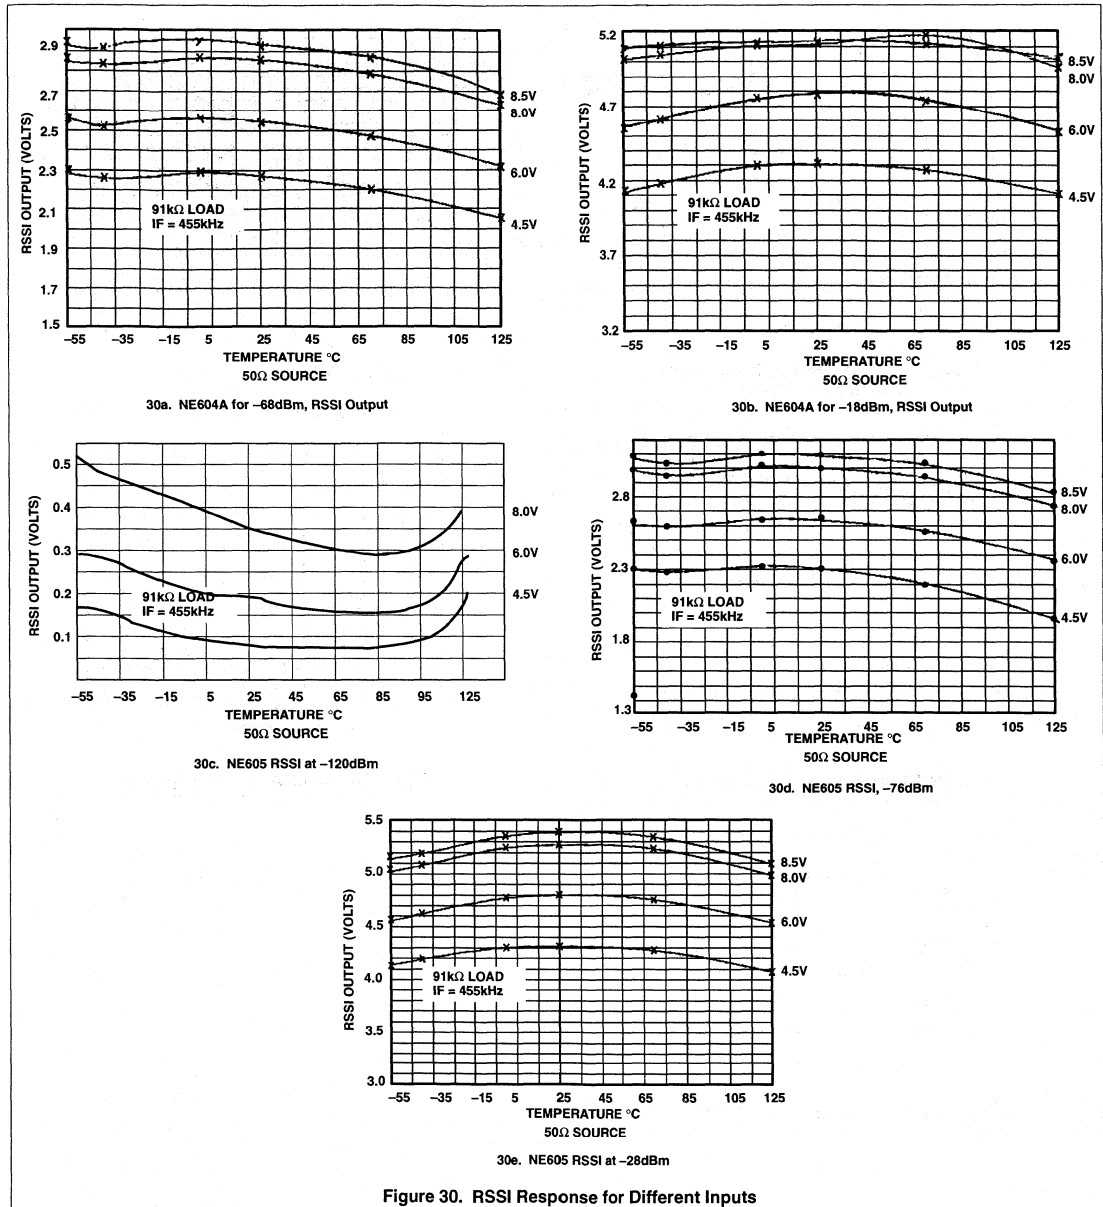 2.9
2.7
2.5
2.3
2.1
1.9
1.7
1.5
RSSI OUTPUT (VOLTS)
8.5V
8.0V
6.0V
4.5V
91kΩ LOAD
IF = 455kHz
–55 –35 –15 5 25 45 65 85 105 125
TEMPERATURE °C
50Ω SOURCE
30a. NE604A for –68dBm, RSSI Output
5.2
4.7
4.2
3.7
3.2
RSSI OUTPUT (VOLTS)
8.5V
8.0V
6.0V
4.5V
91kΩ LOAD
IF = 455kHz
–55 –35 –15 5 25 45 65 85 105 125
TEMPERATURE °C
50Ω SOURCE
30b. NE604A for –18dBm, RSSI Output
0.5
0.4
0.3
0.2
0.1
RSSI OUTPUT (VOLTS)
8.0V
6.0V
4.5V
91kΩ LOAD
IF = 455kHz
–55 –35 –15 5 25 45 65 85 95 125
TEMPERATURE °C
50Ω SOURCE
30c. NE605 RSSI at –120dBm
2.8
2.3
1.8
1.3
RSSI OUTPUT (VOLTS)
8.5V
8.0V
6.0V
4.5V
91kΩ LOAD
IF = 455kHz
–55 –35 –15 5 25 45 65 85 105 125
TEMPERATURE °C
50Ω SOURCE
30d. NE605 RSSI, –76dBm
5.5
5.0
4.5
4.0
3.5
3.0
RSSI OUTPUT (VOLTS)
8.5V
8.0V
6.0V
4.5V
91kΩ LOAD
IF = 455kHz
–55 –35 –15 5 25 45 65 85 105 125
TEMPERATURE °C
50Ω SOURCE
30e. NE605 RSSI at –28dBm
Figure 30. RSSI Response for Different Inputs